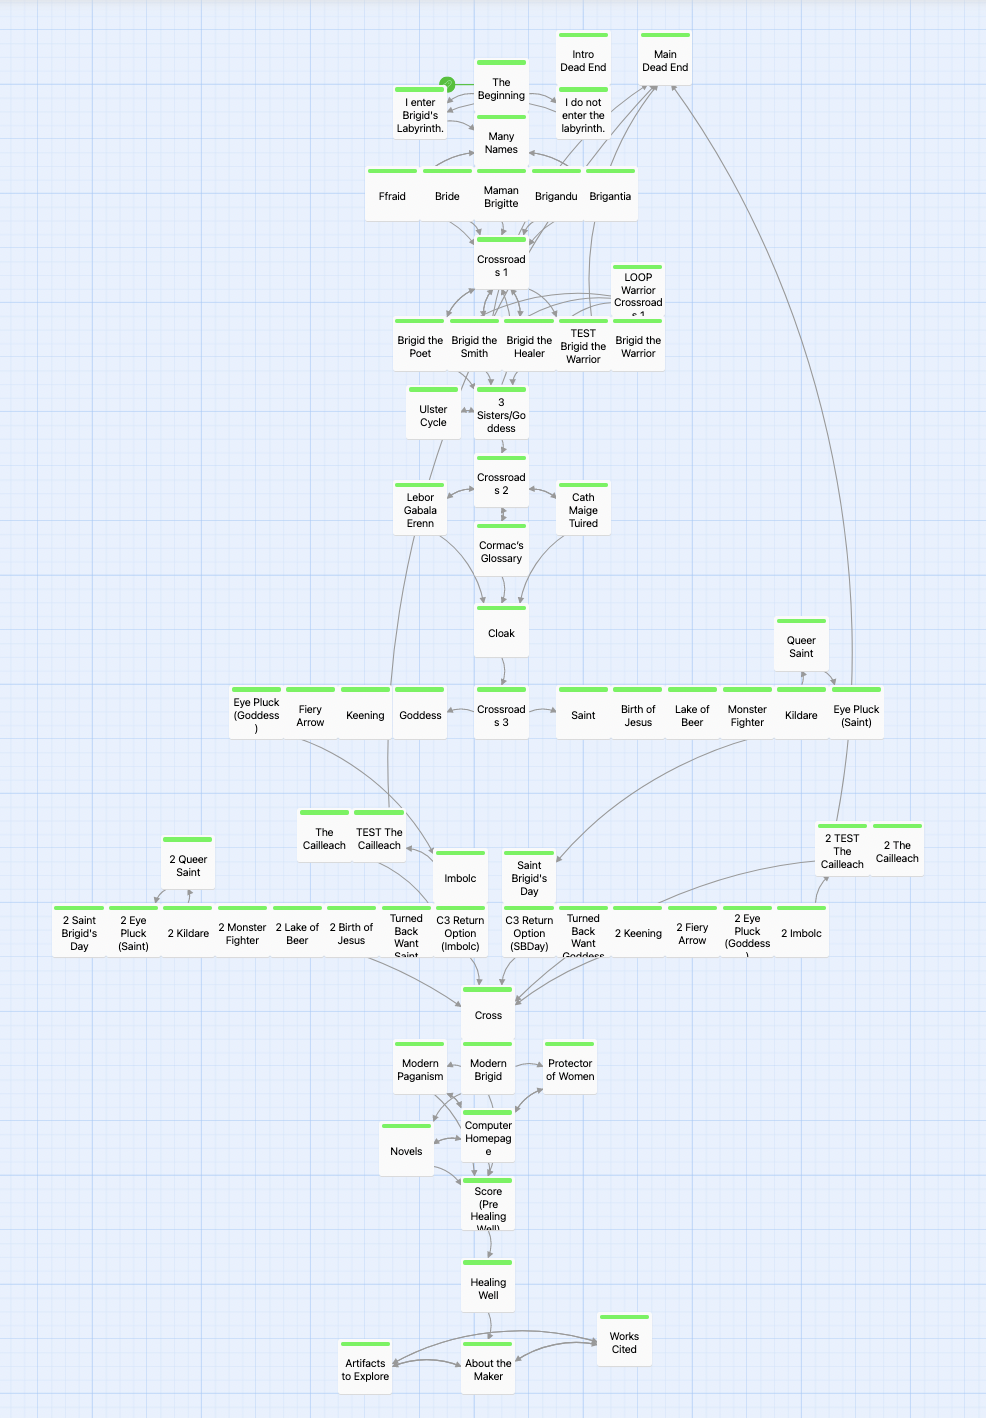 Intro
Dead End
Main
Dead End
The
Beginning
I enter
Brigid's
Labyrinth.
I do not
enter the
labyrinth.
Many
Names
Ffraid
Bride
Maman
Brigitte
Brigandu
Brigantia
Crossroad
s 1
LOOP
Warrior
Crossroad
s 1
Brigid the
Poet
Brigid the
Smith
Brigid the
Healer
TEST
Brigid the
Warrior
Brigid the
Warrior
Ulster
Cycle
3
Sisters/Go
ddess
Crossroad
s 2
Lebor
Gabala
Erenn
Cath
Maige
Tuired
Cormac's
Glossary
Cloak
Queer
Saint
Eye Pluck
(Goddess
)
Fiery
Arrow
Keening
Goddess
Crossroad
s 3
Saint
Birth of
Jesus
Lake of
Beer
Monster
Fighter
Kildare
Eye Pluck
(Saint)
The
Cailleach
TEST The
Cailleach
2 TEST
The
Cailleach
2 The
Cailleach
2 Queer
Saint
Imbolc
Saint
Brigid's
Day
2 Saint
Brigid's
Day
2 Eye
Pluck
(Saint)
2 Kildare
2 Monster
Fighter
2 Lake of
Beer
2 Birth of
Jesus
Turned
Back
Want
Saint
C3 Return
Option
(Imbolc)
C3 Return
Option
(SBDay)
Turned
Back
Want
Goddess
2 Keening
2 Fiery
Arrow
2 Eye
Pluck
(Goddess
)
2 Imbolc
Cross
Modern
Paganism
Modern
Brigid
Protector
of Women
Computer
Homepag
e
Novels
Score
(Pre
Healing
Well)
Healing
Well
Works
Cited
Artifacts
to Explore
About the
Maker